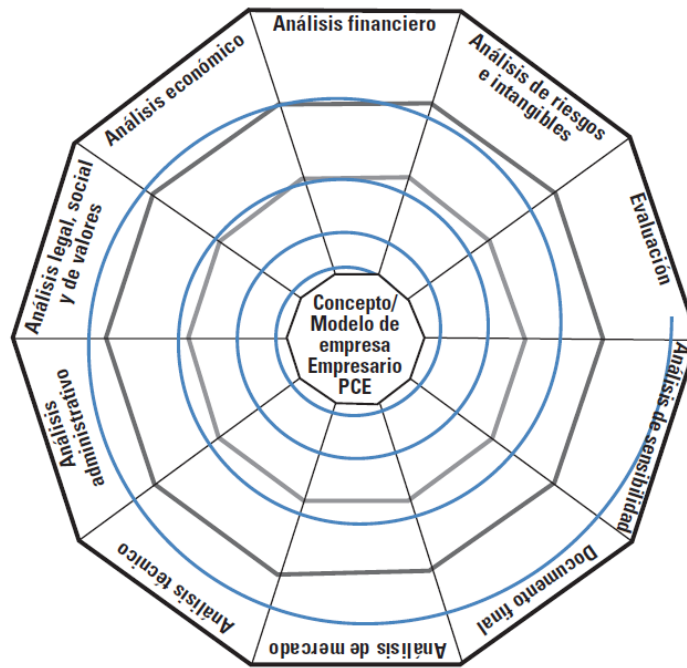 Análisis financiero
Análisis de riesgos
e intangibles
Evaluación
Análisis de sensibilidad
Documento final
Análisis de mercado
Análisis técnico
Análisis
administrativo
Análisis legal, social
y de valores
Análisis económico
Concepto/
Modelo de
empresa
Empresario
PCE